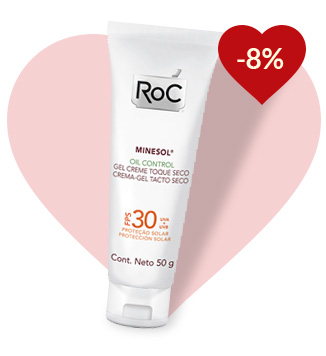 -8%
RoC
MINESOL®
OIL CONTROL
GEL CREME TOQUE SECO
CREMA-GEL TACTO SECO
FPS 30 UVA
+ UVB
PROTEÇÃO SOLAR
PROTECCIÓN SOLAR
Cont. Neto 50 g